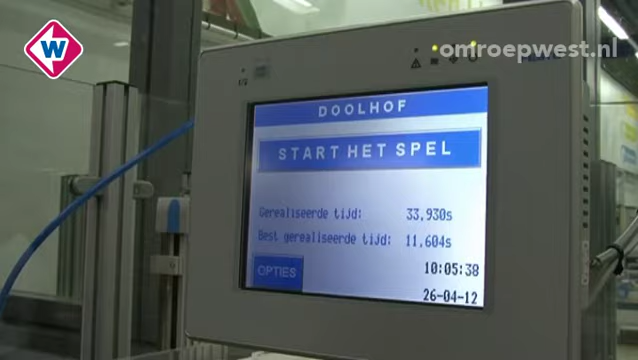 W
omroepwest.nl
DOOLHOF
START HET SPEL
Gerealiseerde tijd: 33,930s
Best gerealiseerde tijd: 11,604s
OPTIES
10:05:38
26-04-12